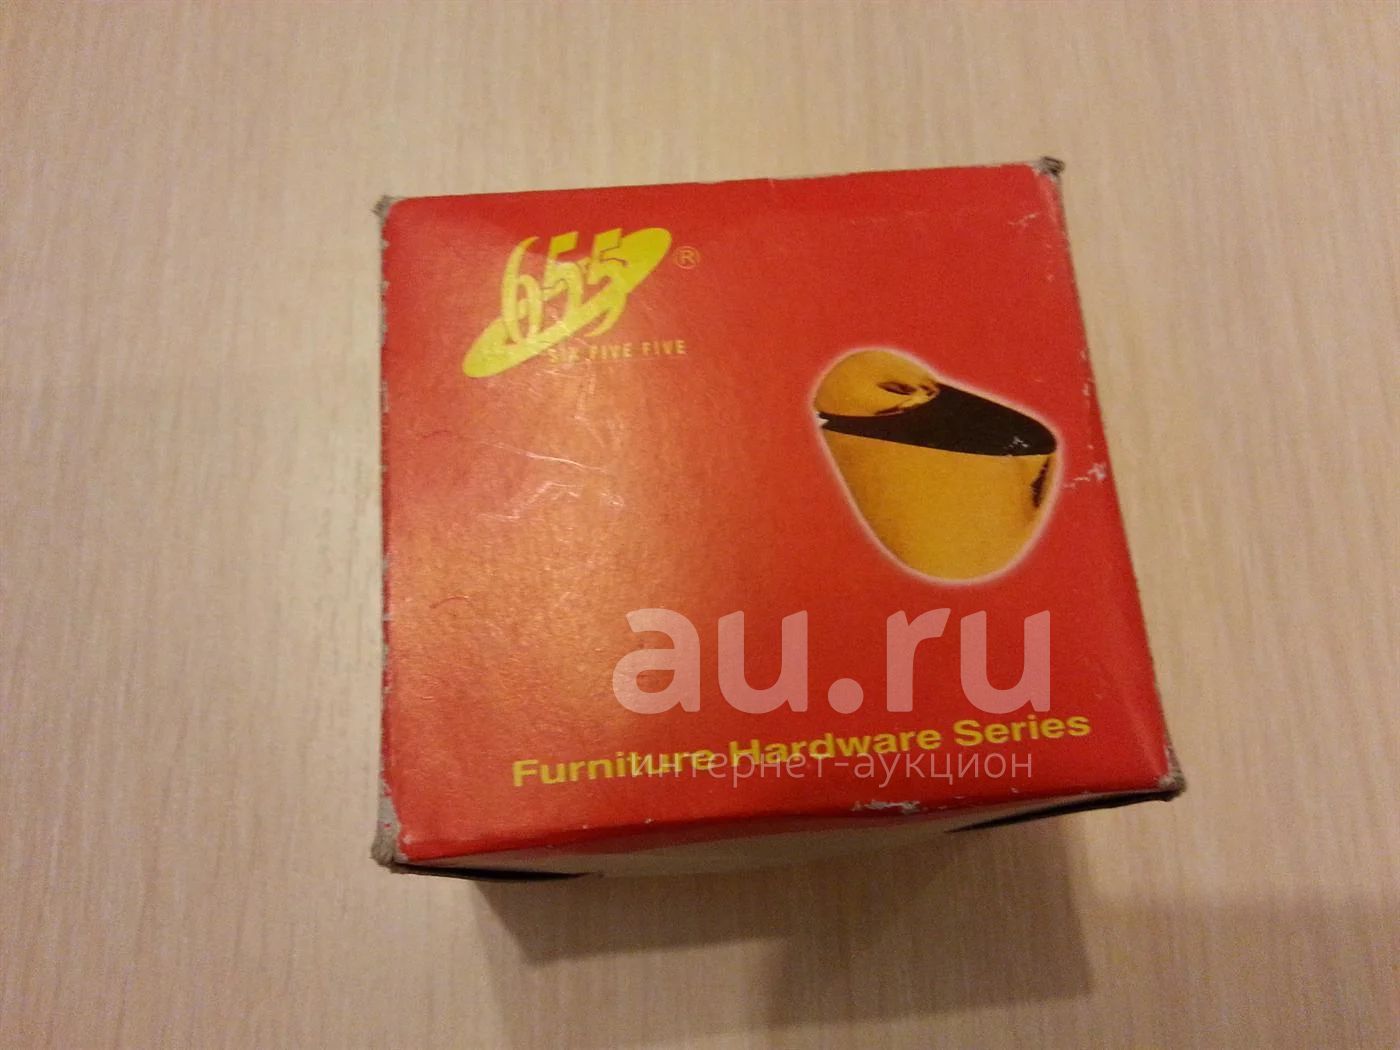 655 ®
SIX FIVE FIVE
au.ru
Furniture Hardware Series
интернет-аукцион